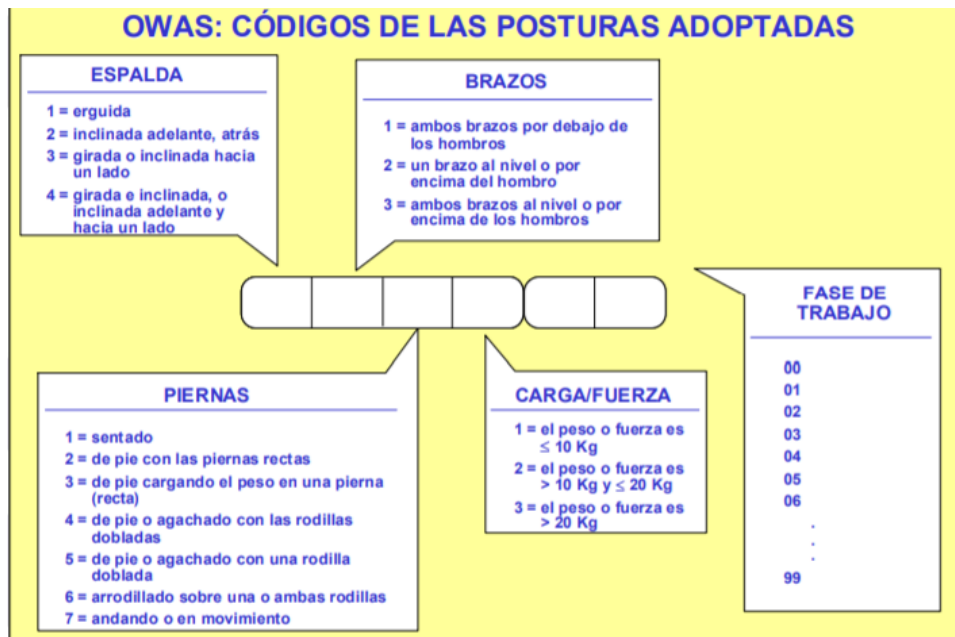 OWAS: CÓDIGOS DE LAS POSTURAS ADOPTADAS
ESPALDA
1 = erguida
2 = inclinada adelante, atrás
3 = girada o inclinada hacia
un lado
4 = girada e inclinada, o
inclinada adelante y
hacia un lado
BRAZOS
1 = ambos brazos por debajo de
los hombros
2 = un brazo al nivel o por
encima del hombro
3 = ambos brazos al nivel o por
encima de los hombros
PIERNAS
1 = sentado
2 = de pie con las piernas rectas
3 = de pie cargando el peso en una pierna
(recta)
4 = de pie o agachado con las rodillas
dobladas
5 = de pie o agachado con una rodilla
doblada
6 = arrodillado sobre una o ambas rodillas
7 = andando o en movimiento
CARGA/FUERZA
1 = el peso o fuerza es
≤ 10 Kg
2 = el peso o fuerza es
> 10 Kg y ≤ 20 Kg
3 = el peso o fuerza es
> 20 Kg
FASE DE
TRABAJO
00
01
02
03
04
05
06
.
.
.
99